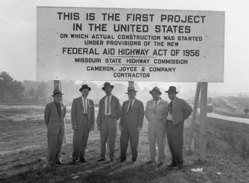 THIS IS THE FIRST PROJECT
IN THE UNITED STATES
ON WHICH ACTUAL CONSTRUCTION WAS STARTED
UNDER PROVISIONS OF THE NEW
FEDERAL AID HIGHWAY ACT OF 1956
MISSOURI STATE HIGHWAY COMMISSION
CAMERON, JOYCE & COMPANY
CONTRACTOR